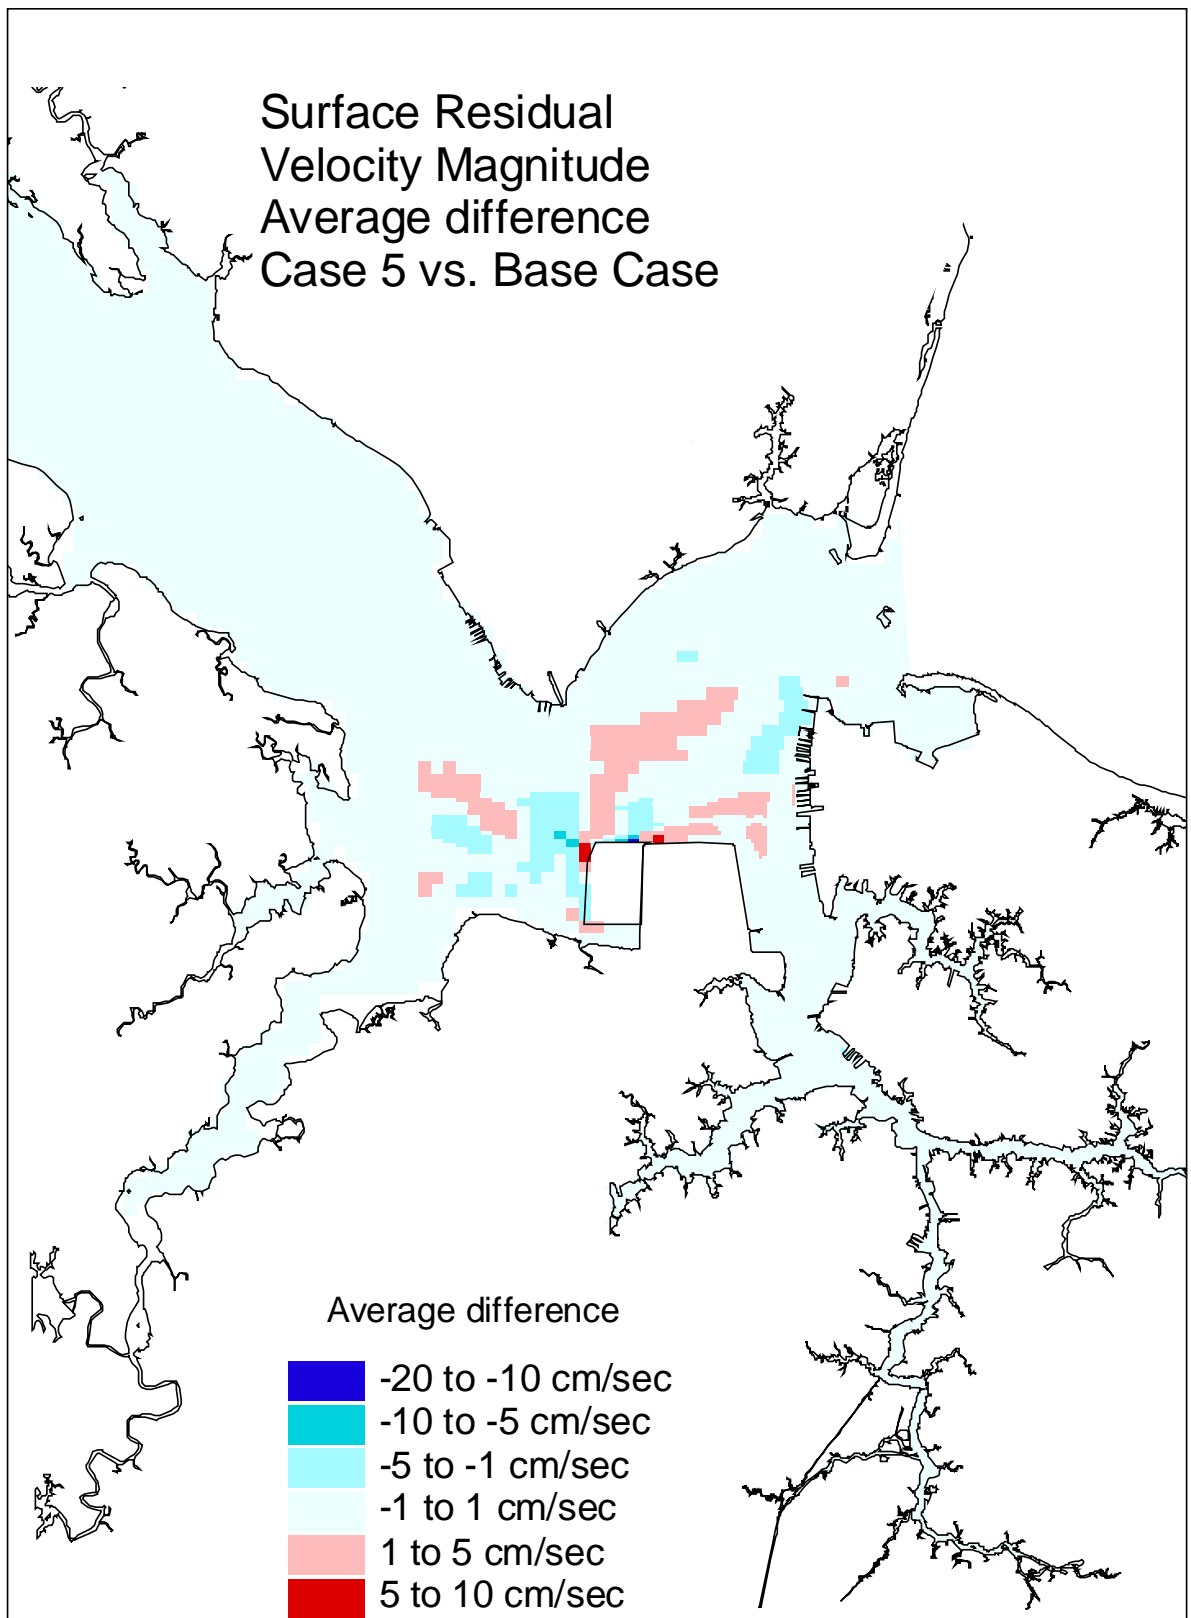 Surface Residual
Velocity Magnitude
Average difference
Case 5 vs. Base Case
Average difference
-20 to -10 cm/sec
-10 to -5 cm/sec
-5 to -1 cm/sec
-1 to 1 cm/sec
1 to 5 cm/sec
5 to 10 cm/sec